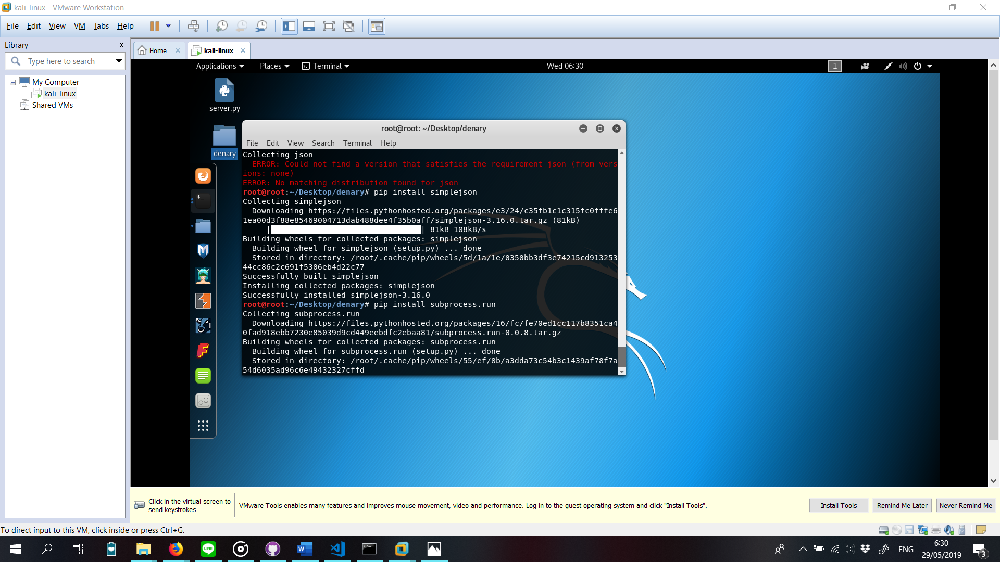 kali-linux - VMware Workstation
File Edit View VM Tabs Help
Library X
Type here to search
My Computer
kali-linux
Shared VMs
Home
kali-linux
Applications Places Terminal Wed 06:30 1
server.py
denary
root@root: ~/Desktop/denary
File Edit View Search Terminal Help
Collecting json
ERROR: Could not find a version that satisfies the requirement json (from vers
ions: none)
ERROR: No matching distribution found for json
root@root:~/Desktop/denary# pip install simplejson
Collecting simplejson
Downloading https://files.pythonhosted.org/packages/e3/24/c35fb1c1c315fc0fffe6
1ea00d3f88e85469004713dab488dee4f35b0aff/simplejson-3.16.0.tar.gz (81kB)
| | 81kB 108kB/s
Building wheels for collected packages: simplejson
Building wheel for simplejson (setup.py) ... done
Stored in directory: /root/.cache/pip/wheels/5d/1a/1e/0350bb3df3e74215cd913253
44cc86c2c691f5306eb4d22c77
Successfully built simplejson
Installing collected packages: simplejson
Successfully installed simplejson-3.16.0
root@root:~/Desktop/denary# pip install subprocess.run
Collecting subprocess.run
Downloading https://files.pythonhosted.org/packages/16/fc/fe70ed1cc117b8351ca4
0fad918ebb7230e85039d9cd449eebdfc2ebaa81/subprocess.run-0.0.8.tar.gz
Building wheels for collected packages: subprocess.run
Building wheel for subprocess.run (setup.py) ... done
Stored in directory: /root/.cache/pip/wheels/55/ef/8b/a3dda73c54b3c1439af78f7a
54d6035ad96c6e49432327cffd
Click in the virtual screen to
send keystrokes
VMware Tools enables many features and improves mouse movement, video and performance. Log in to the guest operating system and click "Install Tools".
Install Tools
Remind Me Later
Never Remind Me
To direct input to this VM, click inside or press Ctrl+G.
LINE
ENG
6:30
29/05/2019
3